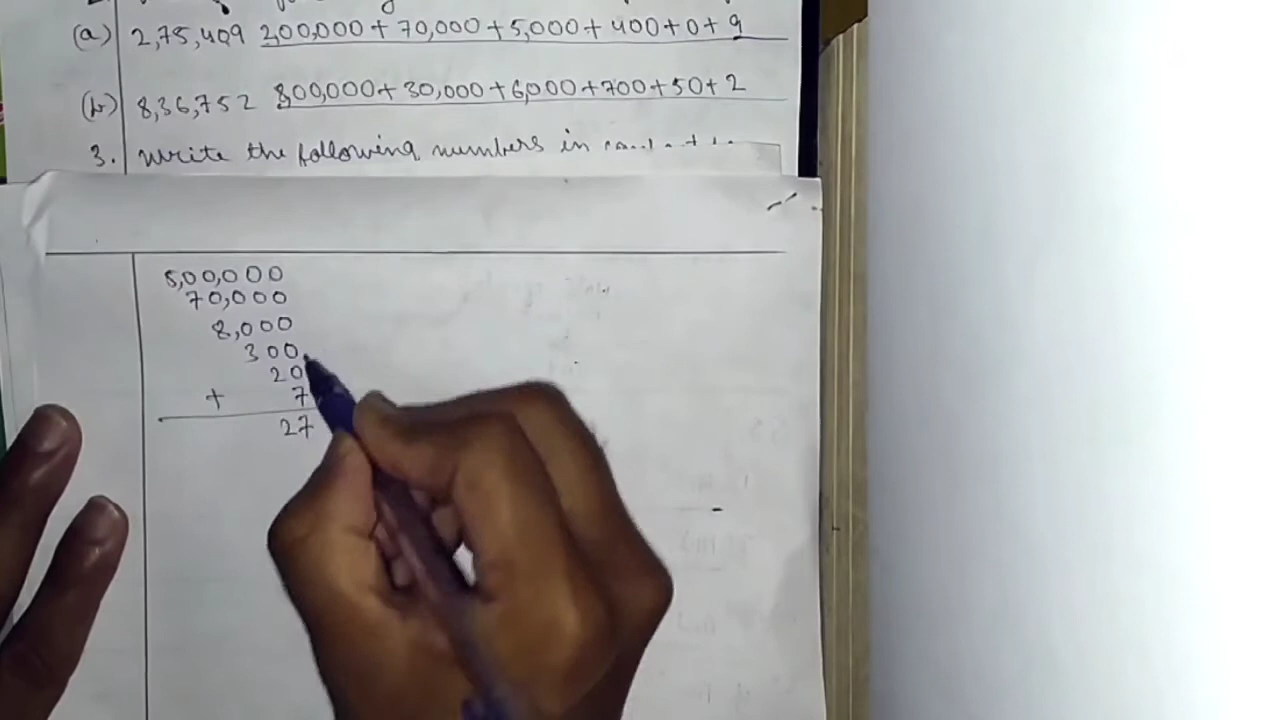 (a) 2,75,409 200,000 + 70,000 + 5,000 + 400 + 0 + 9
(b) 8,36,752 800,000 + 30,000 + 6,000 + 700 + 50 + 2
3. Write the following numbers in
5,00,000
70,000
8,000
300
20
+ 7
27